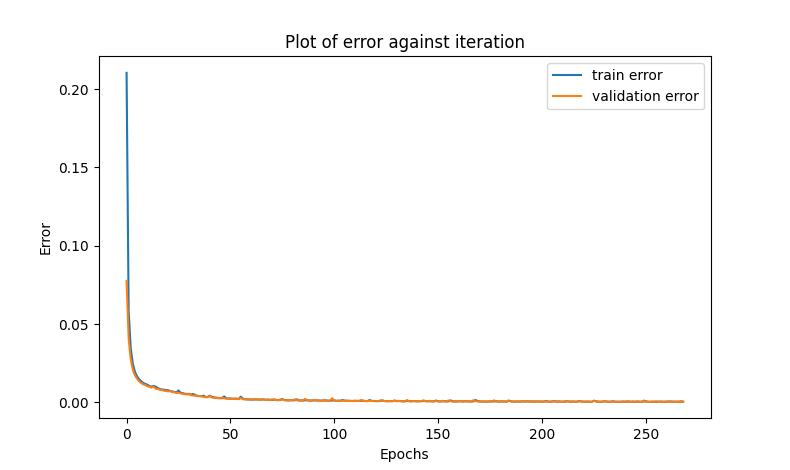 Plot of error against iteration
train error
validation error
0.20
0.15
0.10
0.05
0.00
Error
0
50
100
150
200
250
Epochs